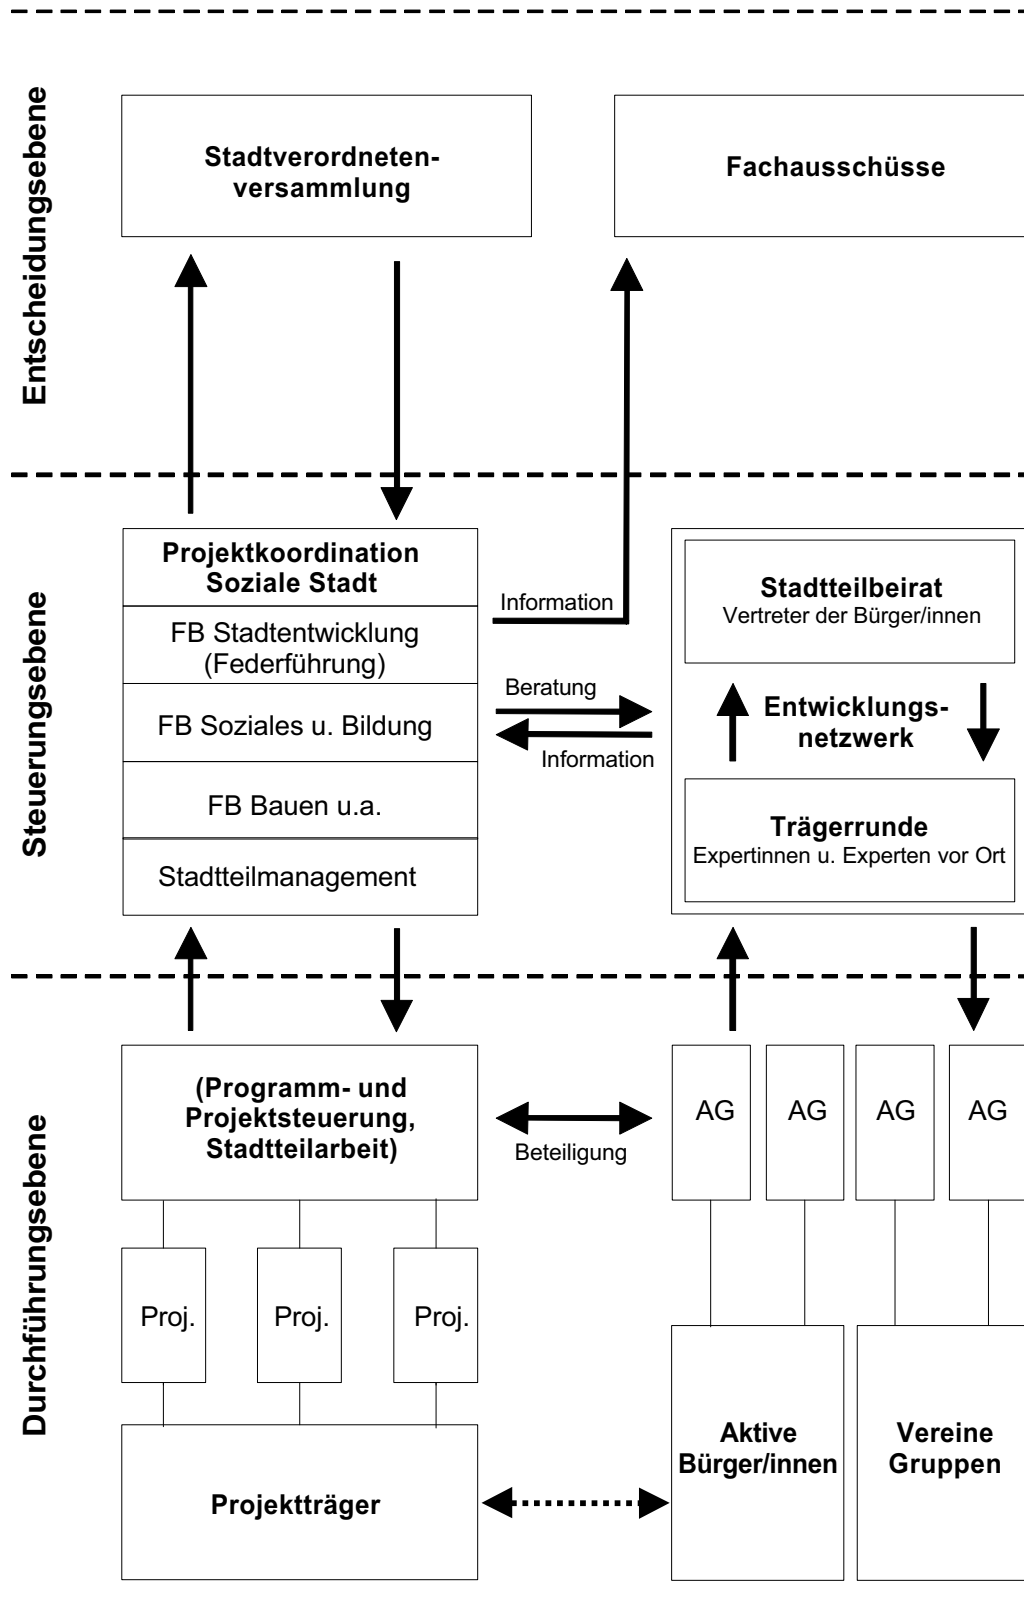 Entscheidungsebene
Stadtverordneten-
versammlung
Fachausschüsse
Steuerungsebene
Projektkoordination
Soziale Stadt
FB Stadtentwicklung
(Federführung)
FB Soziales u. Bildung
FB Bauen u.a.
Stadtteilmanagement
Information
Beratung
Information
Stadtteilbeirat
Vertreter der Bürger/innen
Entwicklungs-
netzwerk
Trägerrunde
Expertinnen u. Experten vor Ort
Durchführungsebene
(Programm- und
Projektsteuerung,
Stadtteilarbeit)
Beteiligung
AG
AG
AG
AG
Proj.
Proj.
Proj.
Projektträger
Aktive
Bürger/innen
Vereine
Gruppen